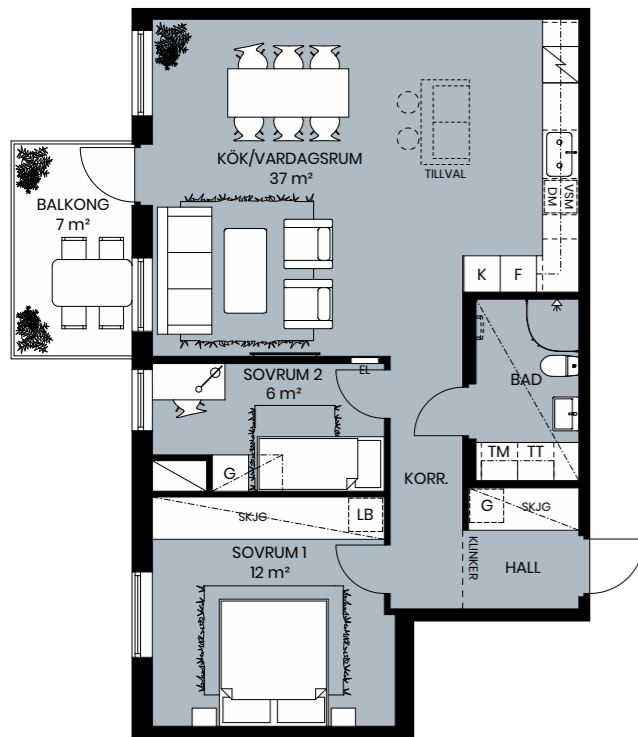 KÖK/VARDAGSRUM
37 m²
TILLVAL
DM
VSM
BALKONG
7 m²
K
F
BAD
TM
TT
EL
SOVRUM 2
6 m²
G
KORR.
SKJG
LB
G
SKJG
SOVRUM 1
12 m²
KLINKER
HALL